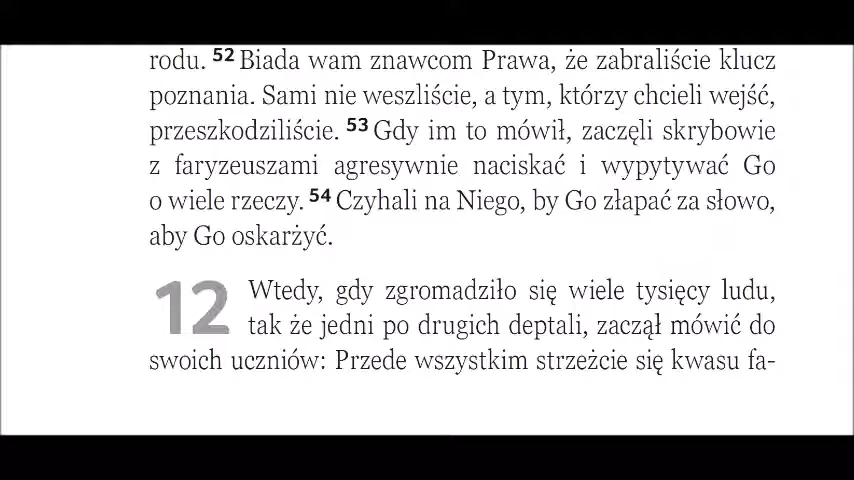 rodu. 52 Biada wam znawcom Prawa, że zabraliście klucz
poznania. Sami nie weszliście, a tym, którzy chcieli wejść,
przeszkodziliście. 53 Gdy im to mówił, zaczęli skrybowie
z faryzeuszami agresywnie naciskać i wypytywać Go
o wiele rzeczy. 54 Czyhali na Niego, by Go złapać za słowo,
aby Go oskarżyć.
12 Wtedy, gdy zgromadziło się wiele tysięcy ludu,
tak że jedni po drugich deptali, zaczął mówić do
swoich uczniów: Przede wszystkim strzeżcie się kwasu fa-